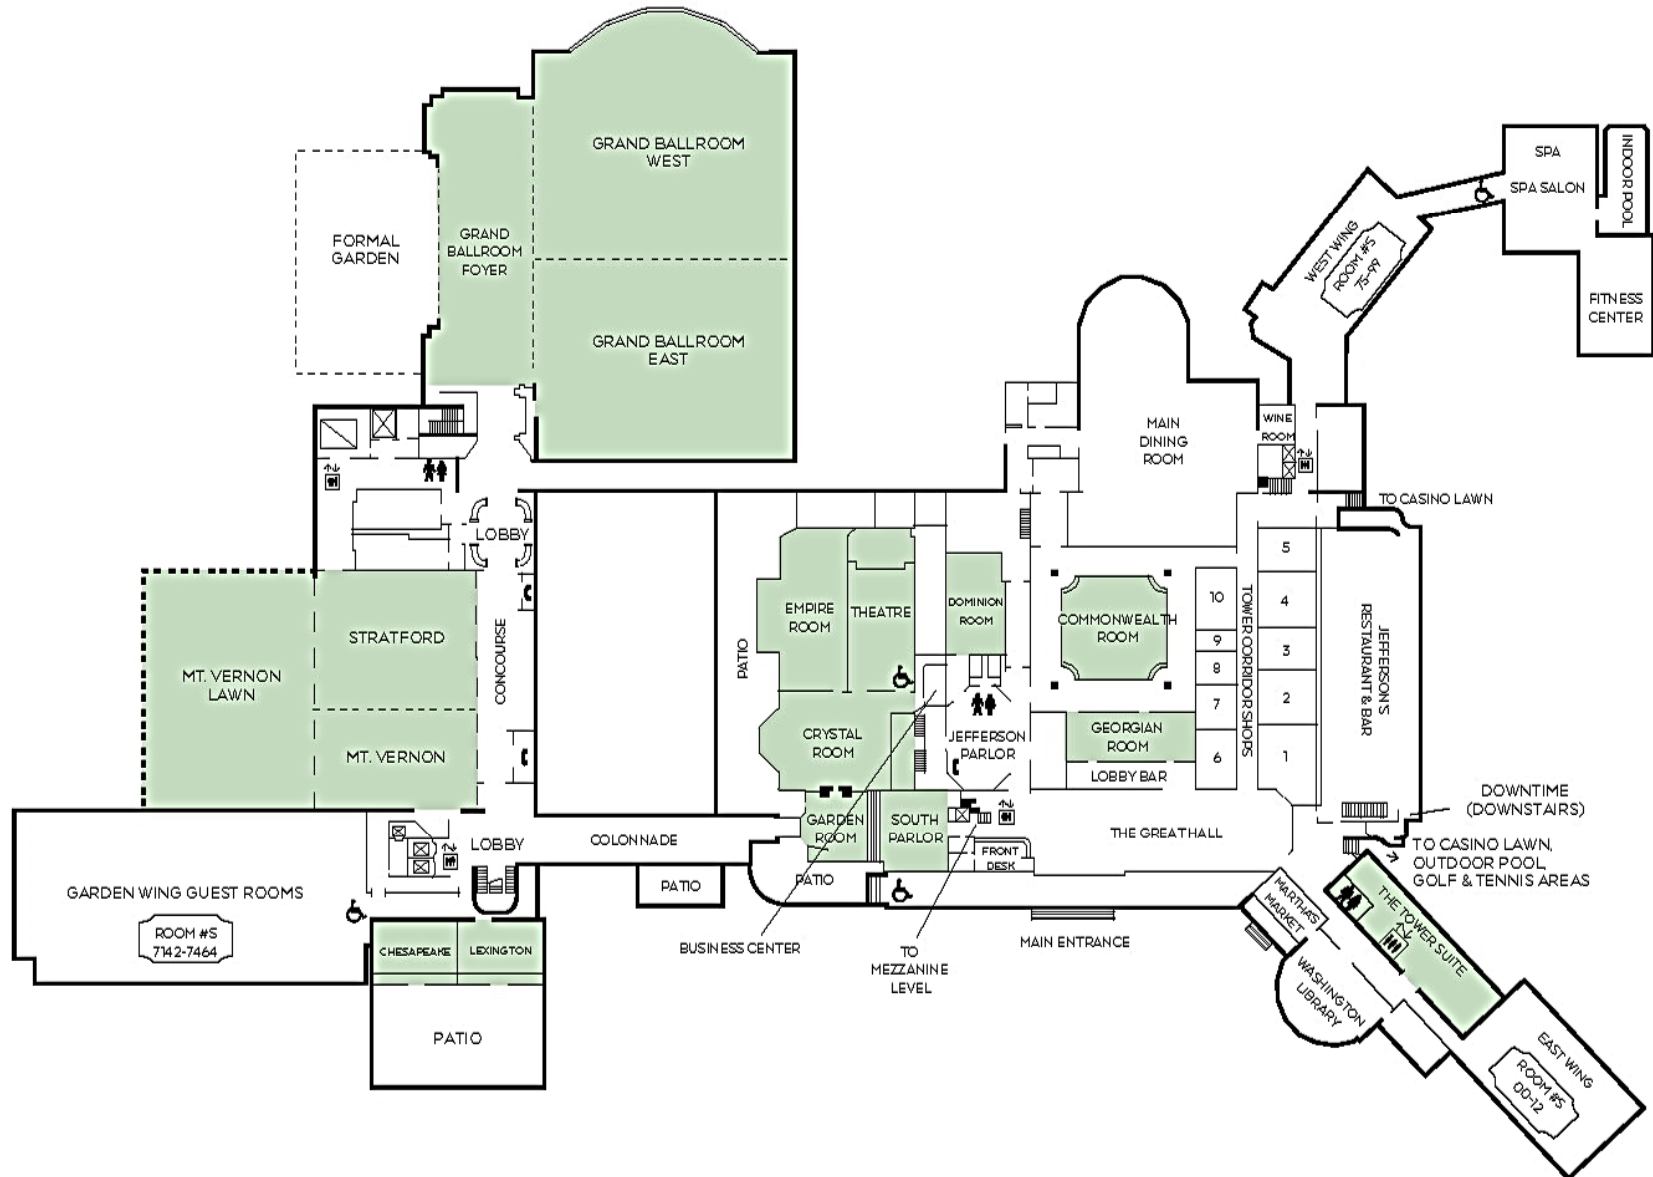 GRAND BALLROOM
WEST
GRAND
BALLROOM
FOYER
FORMAL
GARDEN
GRAND BALLROOM
EAST
SPA
SPA SALON
INDOOR POOL
FITNESS
CENTER
WEST WING
ROOM #S
75-99
MAIN
DINING
ROOM
WINE
ROOM
TO CASINO LAWN
LOBBY
CONCOURSE
STRATFORD
MT. VERNON
LAWN
MT. VERNON
PATIO
EMPIRE
ROOM
THEATRE
DOMINION
ROOM
COMMONWEALTH
ROOM
CRYSTAL
ROOM
JEFFERSON
PARLOR
GEORGIAN
ROOM
LOBBY BAR
10
9
8
7
6
TOWER CORRIDOR SHOPS
5
4
3
2
1
JEFFERSON'S
RESTAURANT & BAR
DOWNTIME
(DOWNSTAIRS)
TO CASINO LAWN,
OUTDOOR POOL,
GOLF & TENNIS AREAS
LOBBY
COLONNADE
GARDEN
ROOM
SOUTH
PARLOR
FRONT
DESK
THE GREAT HALL
PATIO
PATIO
GARDEN WING GUEST ROOMS
ROOM #S
7142-7464
CHESAPEAKE
LEXINGTON
PATIO
BUSINESS CENTER
TO
MEZZANINE
LEVEL
MAIN ENTRANCE
MARTHA'S
MARKET
THE TOWER SUITE
WASHINGTON
LIBRARY
EAST WING
ROOM #S
00-12